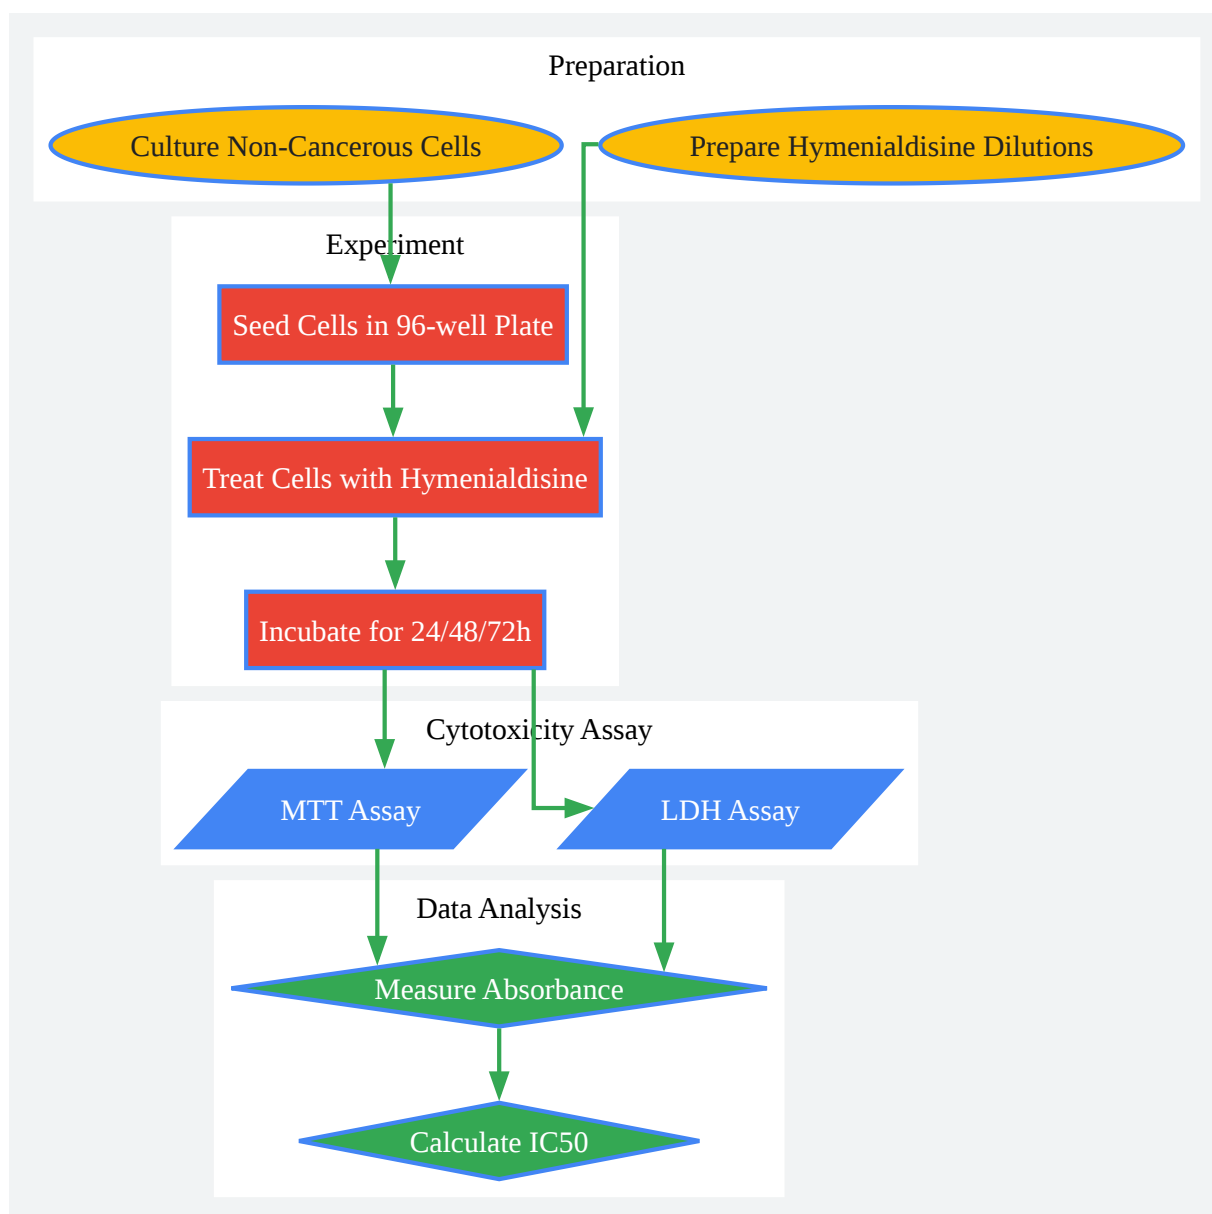 Preparation
Culture Non-Cancerous Cells
Prepare Hymenialdisine Dilutions
Experiment
Seed Cells in 96-well Plate
Treat Cells with Hymenialdisine
Incubate for 24/48/72h
Cytotoxicity Assay
MTT Assay
LDH Assay
Data Analysis
Measure Absorbance
Calculate IC50